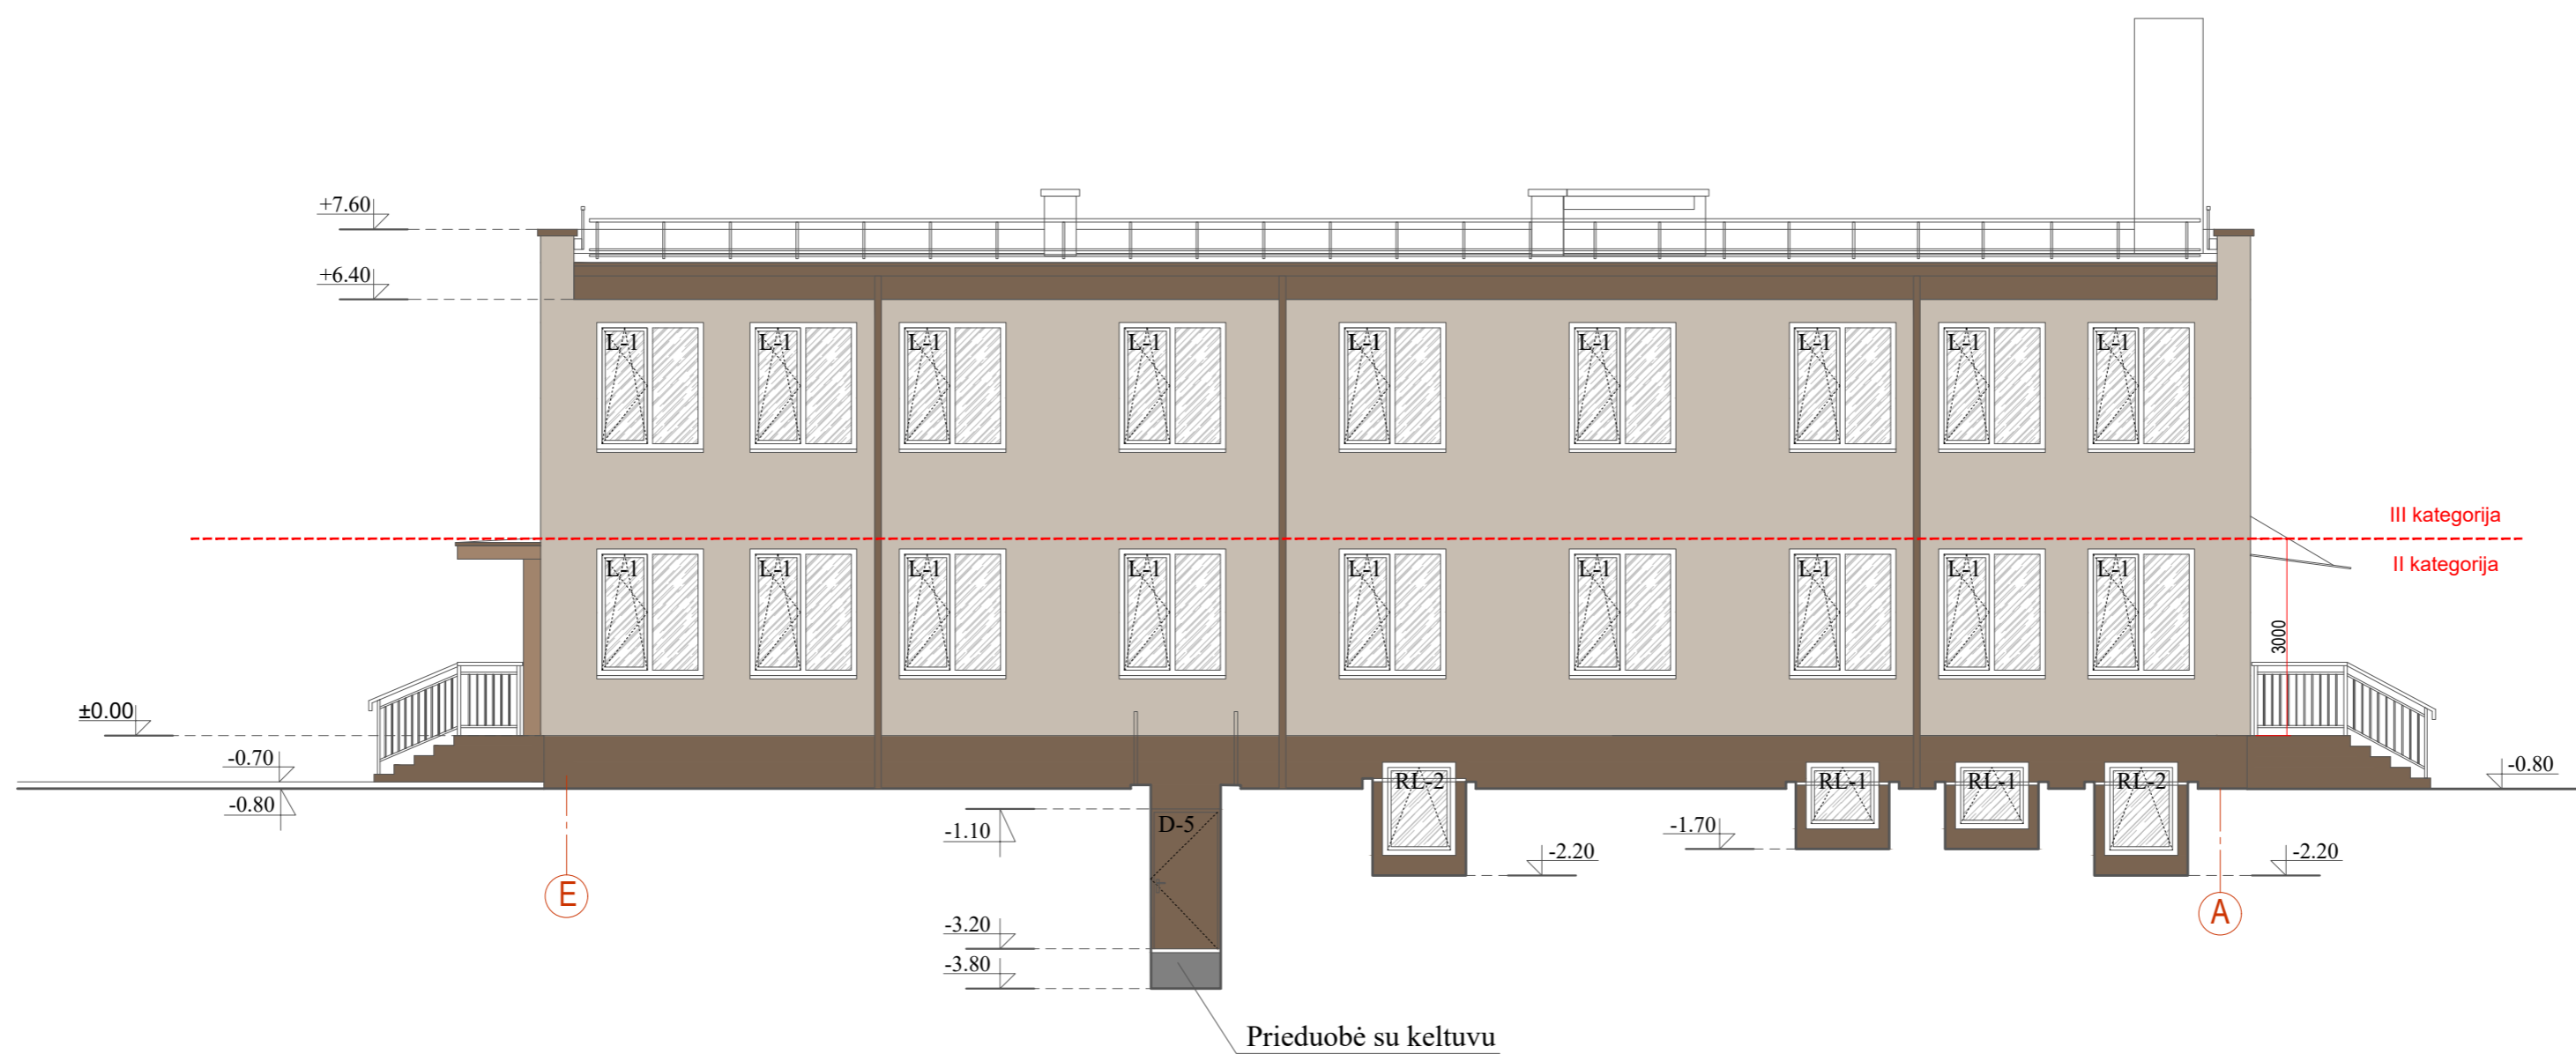 +7.60
+6.40
L-1 L-1 L-1 L-1 L-1 L-1 L-1 L-1 L-1
III kategorija
II kategorija
L-1 L-1 L-1 L-1 L-1 L-1 L-1 L-1 L-1
3000
±0.00
-0.70
-0.80
-0.80
RL-2 RL-1 RL-1 RL-2
-1.10
D-5
-1.70
-2.20
-2.20
E
A
-3.20
-3.80
Prieduobė su keltuvu